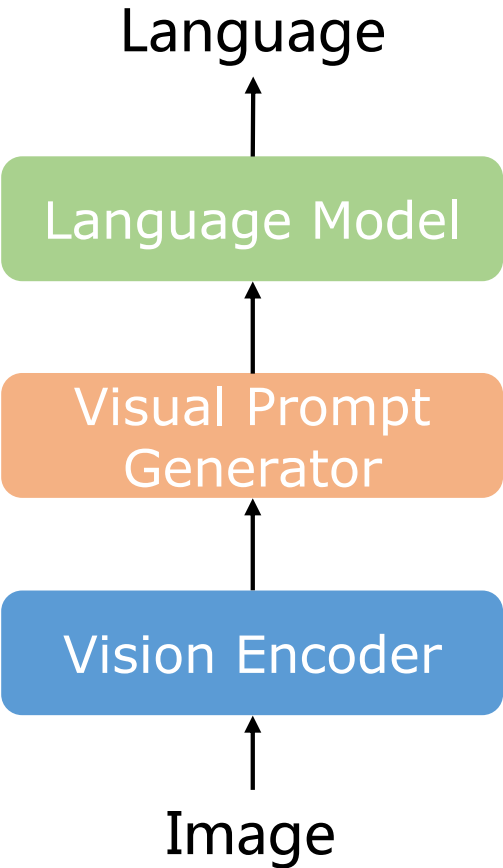 Language
Language Model
Visual Prompt
Generator
Vision Encoder
Image